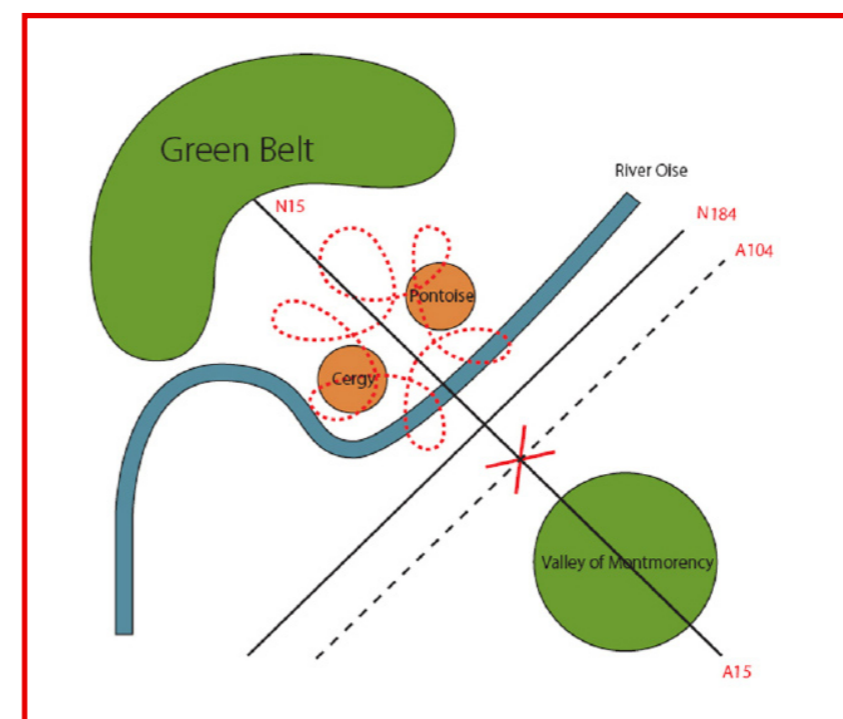 Green Belt
River Oise
N15
N184
A104
Pontoise
Cergy
Valley of Montmorency
A15